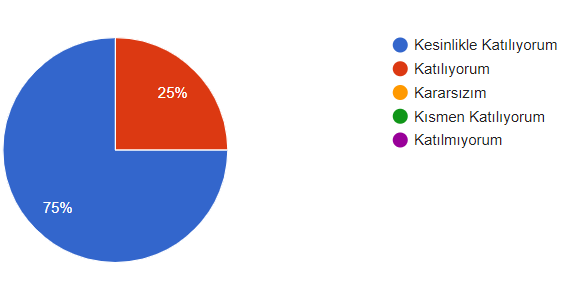 25%
75%
Kesinlikle Katılıyorum
Katılıyorum
Kararsızım
Kısmen Katılıyorum
Katılmıyorum